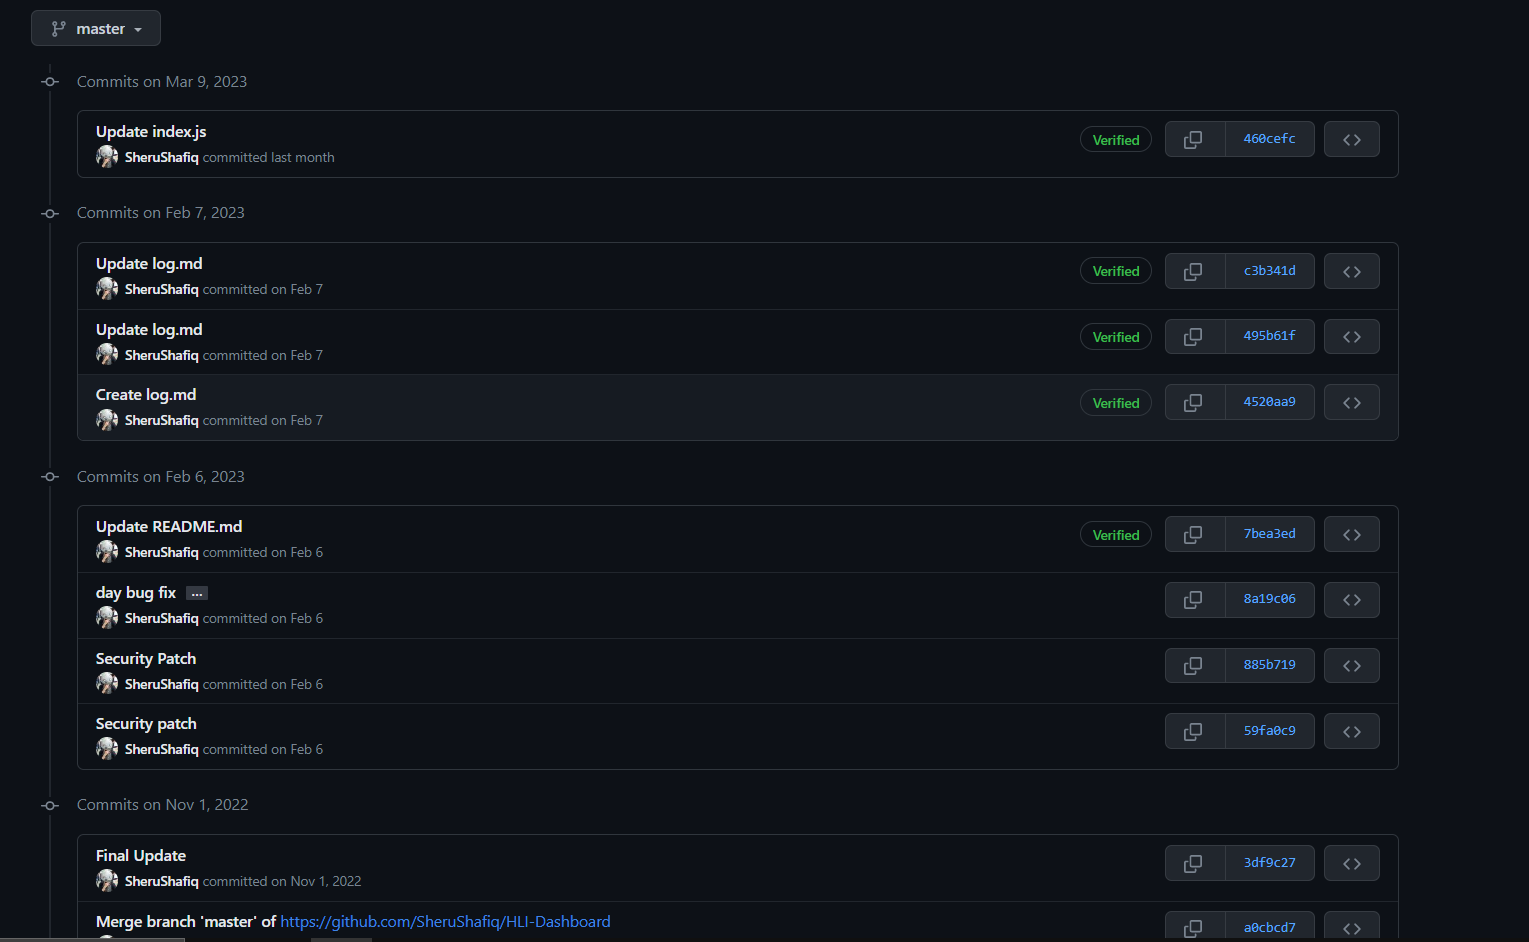 master
Commits on Mar 9, 2023
Update index.js
Verified
460cefc
SheruShafiq committed last month
Commits on Feb 7, 2023
Update log.md
Verified
c3b341d
SheruShafiq committed on Feb 7
Update log.md
Verified
495b61f
SheruShafiq committed on Feb 7
Create log.md
Verified
4520aa9
SheruShafiq committed on Feb 7
Commits on Feb 6, 2023
Update README.md
Verified
7bea3ed
SheruShafiq committed on Feb 6
day bug fix ...
8a19c06
SheruShafiq committed on Feb 6
Security Patch
885b719
SheruShafiq committed on Feb 6
Security patch
59fa0c9
SheruShafiq committed on Feb 6
Commits on Nov 1, 2022
Final Update
3df9c27
SheruShafiq committed on Nov 1, 2022
Merge branch 'master' of https://github.com/SheruShafiq/HLI-Dashboard
a0cbcd7